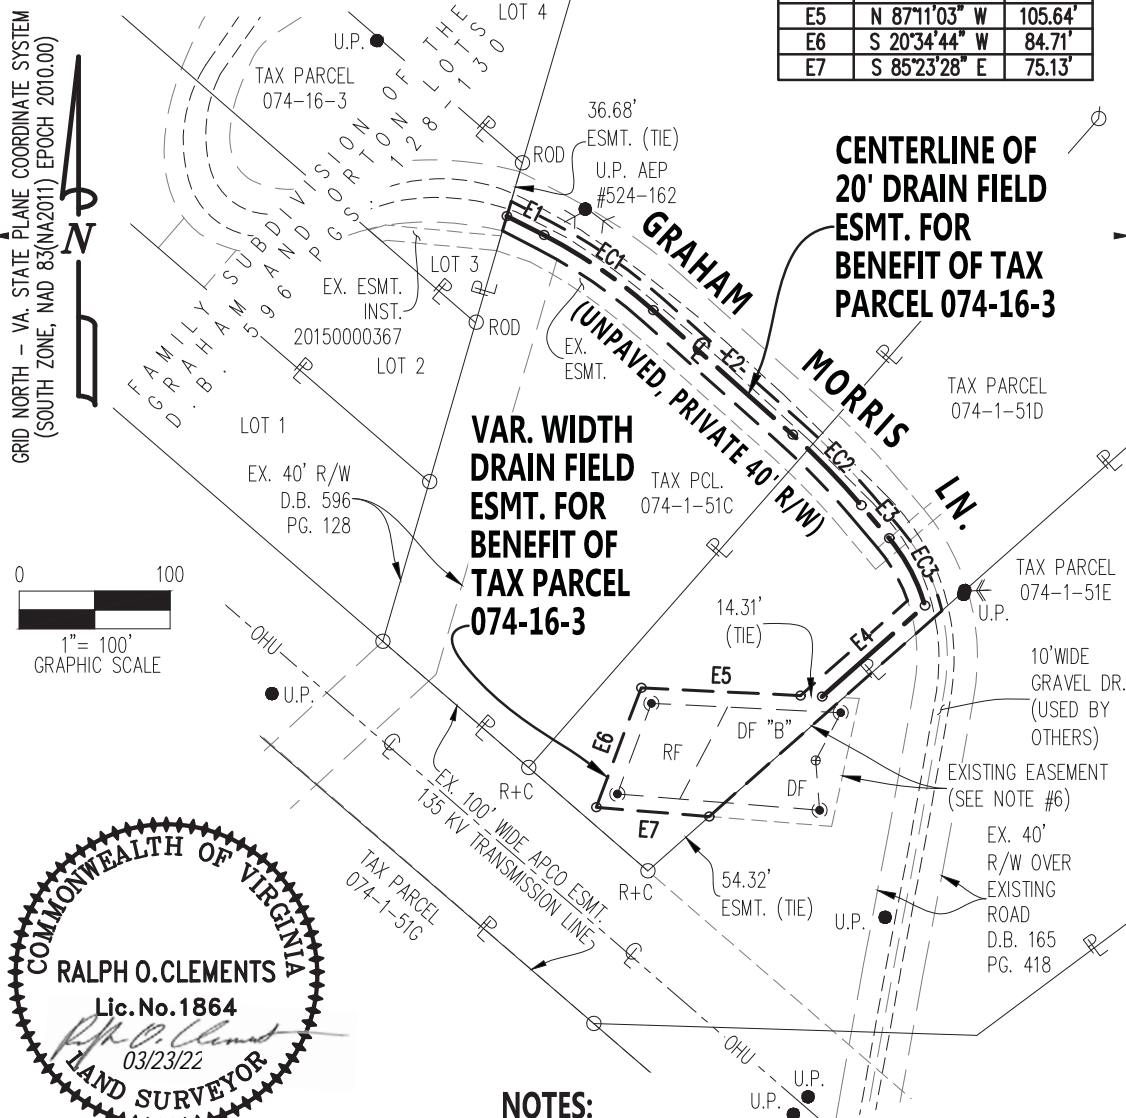 GRID NORTH - VA. STATE PLANE COORDINATE SYSTEM
(SOUTH ZONE, NAD 83(NA2011) EPOCH 2010.00)
N
LOT 4
U.P.
TAX PARCEL
074-16-3
E5 N 87°11'03" W 105.64'
E6 S 20°34'44" W 84.71'
E7 S 85°23'28" E 75.13'
FAMILY SUBDIVISION OF THE
GRAHAM AND ORTON LOTS
D.B. 596 PGS. 128-130
36.68'
ESMT. (TIE)
ROD
U.P. AEP
#524-162
CENTERLINE OF
20' DRAIN FIELD
ESMT. FOR
BENEFIT OF TAX
PARCEL 074-16-3
E1
EC1
GRAHAM
MORRIS
LN.
(UNPAVED, PRIVATE 40' R/W)
LOT 3
EX. ESMT.
INST.
20150000367
ROD
EX.
ESMT.
E2
LOT 2
LOT 1
TAX PARCEL
074-1-51D
VAR. WIDTH
DRAIN FIELD
ESMT. FOR
BENEFIT OF
TAX PARCEL
074-16-3
EX. 40' R/W
D.B. 596
PG. 128
TAX PCL.
074-1-51C
EC2
E3
EC3
TAX PARCEL
074-1-51E
U.P.
0 100
1"= 100'
GRAPHIC SCALE
OHU
U.P.
14.31'
(TIE)
E4
E5
10'WIDE
GRAVEL DR.
(USED BY
OTHERS)
E6
RF
DF "B"
DF
E7
EXISTING EASEMENT
(SEE NOTE #6)
R+C
EX. 100' WIDE APCO ESMT.
135 KV TRANSMISSION LINE
EX. 40'
R/W OVER
EXISTING
ROAD
D.B. 165
PG. 418
R+C
54.32'
ESMT. (TIE)
U.P.
TAX PARCEL
074-1-51G
COMMONWEALTH OF VIRGINIA
RALPH O. CLEMENTS
Lic. No. 1864
Ralph O. Clements
03/23/22
LAND SURVEYOR
OHU
U.P.
U.P.
NOTES: